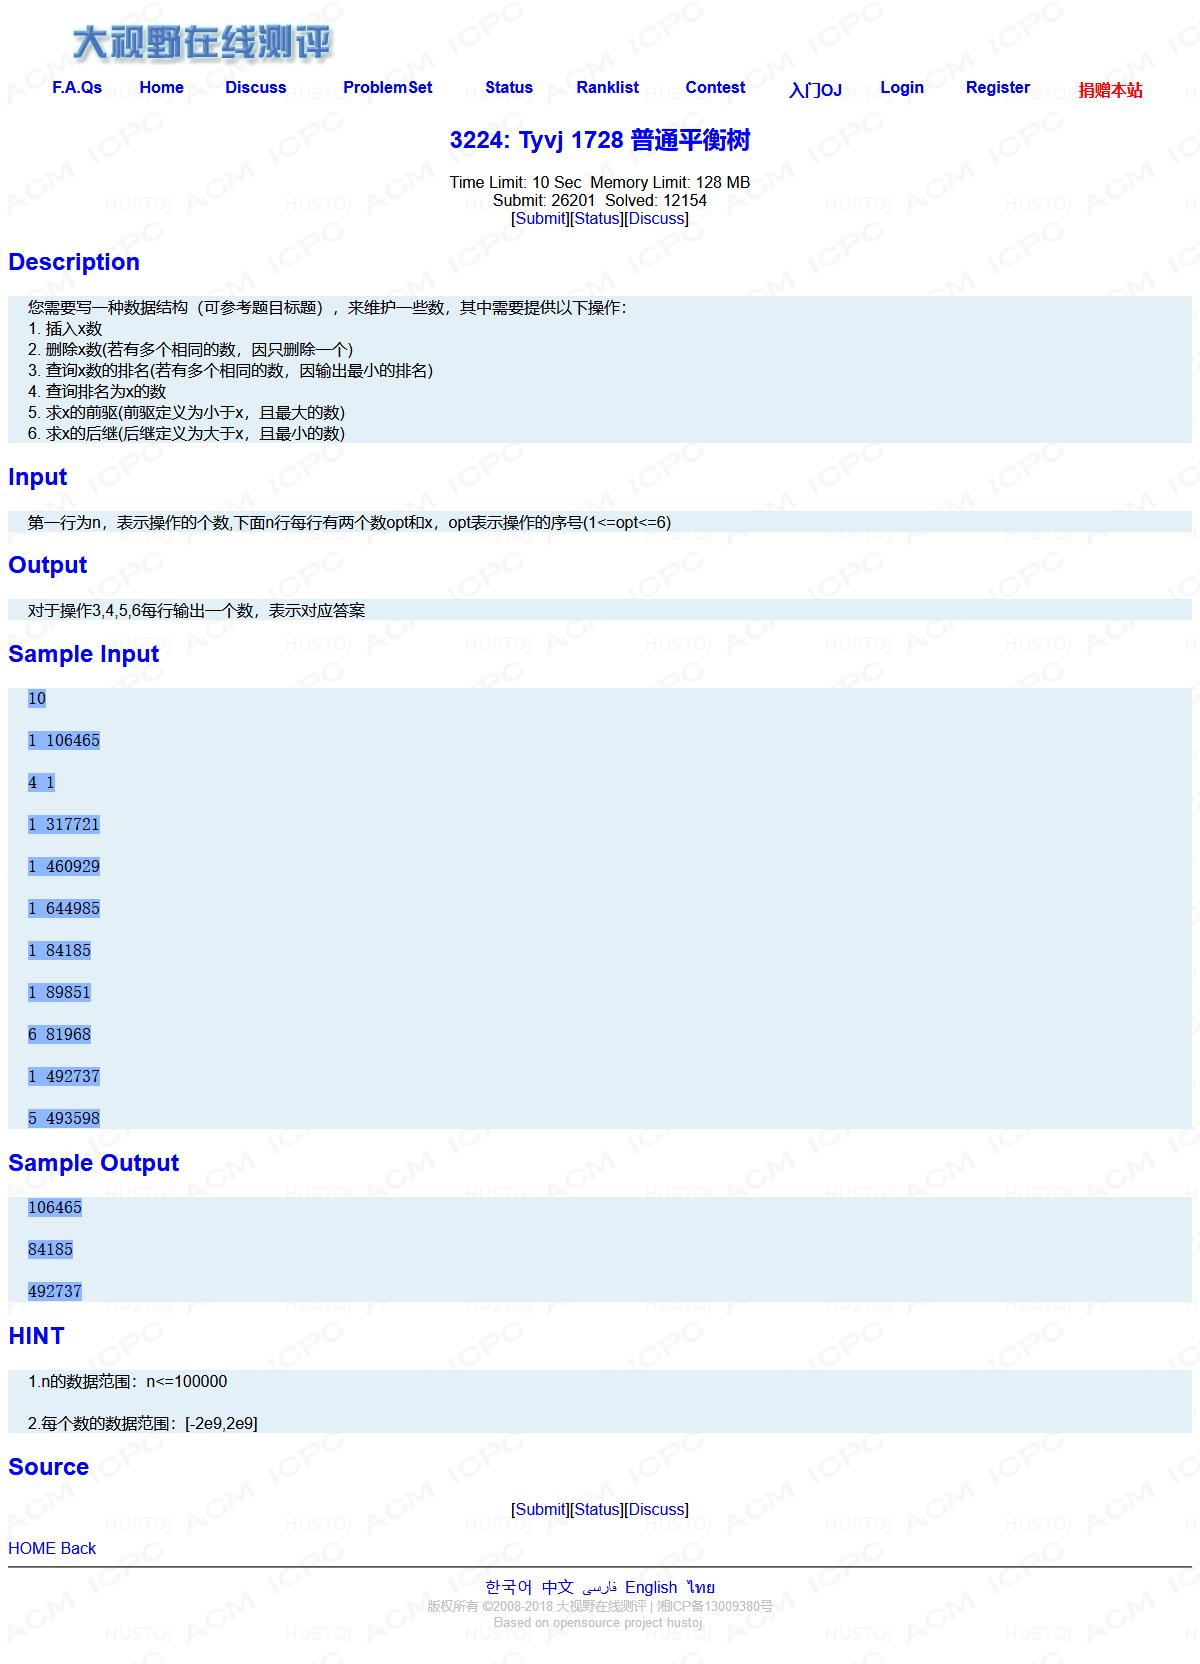 大视野在线测评
F.A.Qs Home Discuss ProblemSet Status Ranklist Contest 入门OJ Login Register 捐赠本站
3224: Tyvj 1728 普通平衡树
Time Limit: 10 Sec  Memory Limit: 128 MB
Submit: 26201  Solved: 12154
[Submit][Status][Discuss]
Description
您需要写一种数据结构（可参考题目标题），来维护一些数，其中需要提供以下操作：
1. 插入x数
2. 删除x数(若有多个相同的数，因只删除一个)
3. 查询x数的排名(若有多个相同的数，因输出最小的排名)
4. 查询排名为x的数
5. 求x的前驱(前驱定义为小于x，且最大的数)
6. 求x的后继(后继定义为大于x，且最小的数)
Input
第一行为n，表示操作的个数,下面n行每行有两个数opt和x，opt表示操作的序号(1<=opt<=6)
Output
对于操作3,4,5,6每行输出一个数，表示对应答案
Sample Input
10
1 106465
4 1
1 317721
1 460929
1 644985
1 84185
1 89851
6 81968
1 492737
5 493598
Sample Output
106465
84185
492737
HINT
1.n的数据范围：n<=100000
2.每个数的数据范围：[-2e9,2e9]
Source
[Submit][Status][Discuss]
HOME Back
한국어 中文 فارسی English ไทย
版权所有 ©2008-2018 大视野在线测评 | 湘ICP备13009380号
Based on opensource project hustoj.